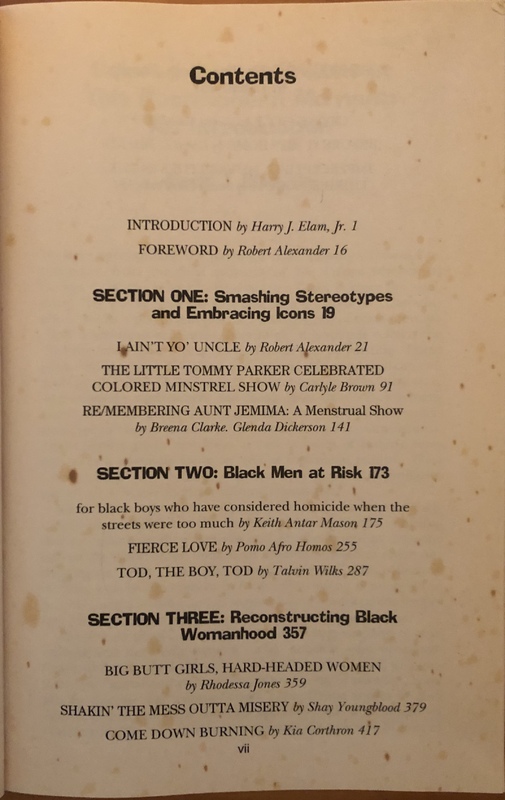 Contents
INTRODUCTION by Harry J. Elam, Jr. 1
FOREWORD by Robert Alexander 16
SECTION ONE: Smashing Stereotypes
and Embracing Icons 19
I AIN'T YO' UNCLE by Robert Alexander 21
THE LITTLE TOMMY PARKER CELEBRATED
COLORED MINSTREL SHOW by Carlyle Brown 91
RE/MEMBERING AUNT JEMIMA: A Menstrual Show
by Breena Clarke. Glenda Dickerson 141
SECTION TWO: Black Men at Risk 173
for black boys who have considered homicide when the
streets were too much by Keith Antar Mason 175
FIERCE LOVE by Pomo Afro Homos 255
TOD, THE BOY, TOD by Talvin Wilks 287
SECTION THREE: Reconstructing Black
Womanhood 357
BIG BUTT GIRLS, HARD-HEADED WOMEN
by Rhodessa Jones 359
SHAKIN' THE MESS OUTTA MISERY by Shay Youngblood 379
COME DOWN BURNING by Kia Corthron 417
vii